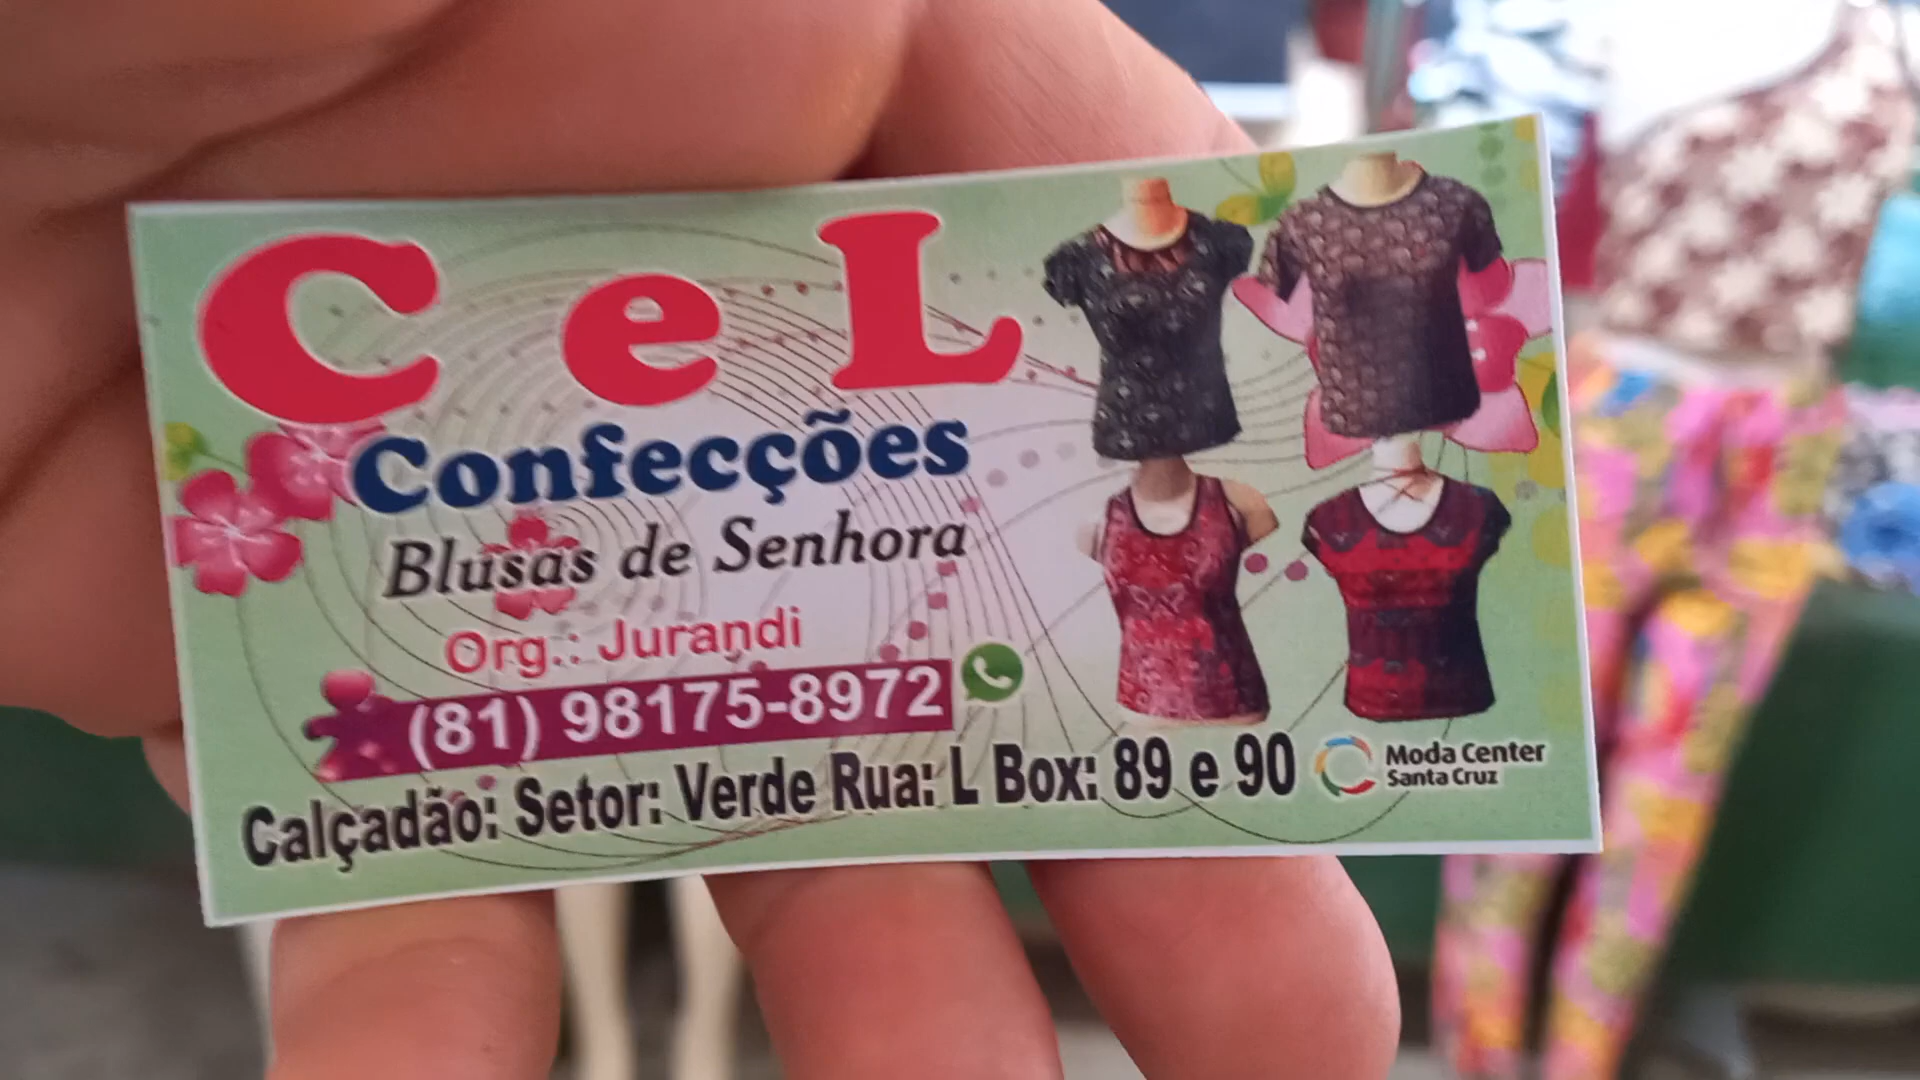 C e L
Confecções
Blusas de Senhora
Org.: Jurandi
(81) 98175-8972
Calçadão: Setor: Verde Rua: L Box: 89 e 90
Moda Center
Santa Cruz